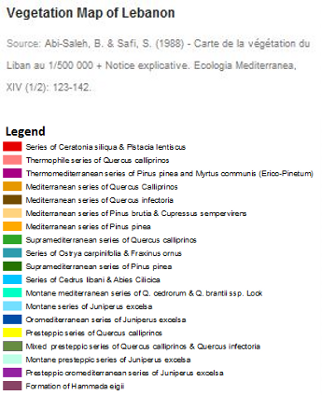 Vegetation Map of Lebanon
Source: Abi-Saleh, B. & Safi, S. (1988) - Carte de la végétation du
Liban au 1/500 000 + Notice explicative. Ecologia Mediterranea,
XIV (1/2): 123-142.
Legend
Series of Ceratonia siliqua & Pistacia lentiscus
Thermophile series of Quercus calliprinos
Thermomediterranean series of Pinus pinea and Myrtus communis (Erico-Pinetum)
Mediterranean series of Quercus Calliprinos
Mediterranean series of Quercus infectoria
Mediterranean series of Pinus brutia & Cupressus sempervirens
Mediterranean series of Pinus pinea
Supramediterranean series of Quercus calliprinos
Series of Ostrya carpinifolia & Fraxinus ornus
Supramediterranean series of Pinus pinea
Series of Cedrus libani & Abies Cilicica
Montane mediterranean series of Q. cedrorum & Q. brantii ssp. Look
Montane series of Juniperus excelsa
Oromediterranean series of Juniperus excelsa
Presteppic series of Quercus calliprinos
Mixed presteppic series of Quercus calliprinos & Quercus infectoria
Montane presteppic series of Juniperus excelsa
Presteppic oromediterranean series of Juniperus excelsa
Formation of Hammada eigii